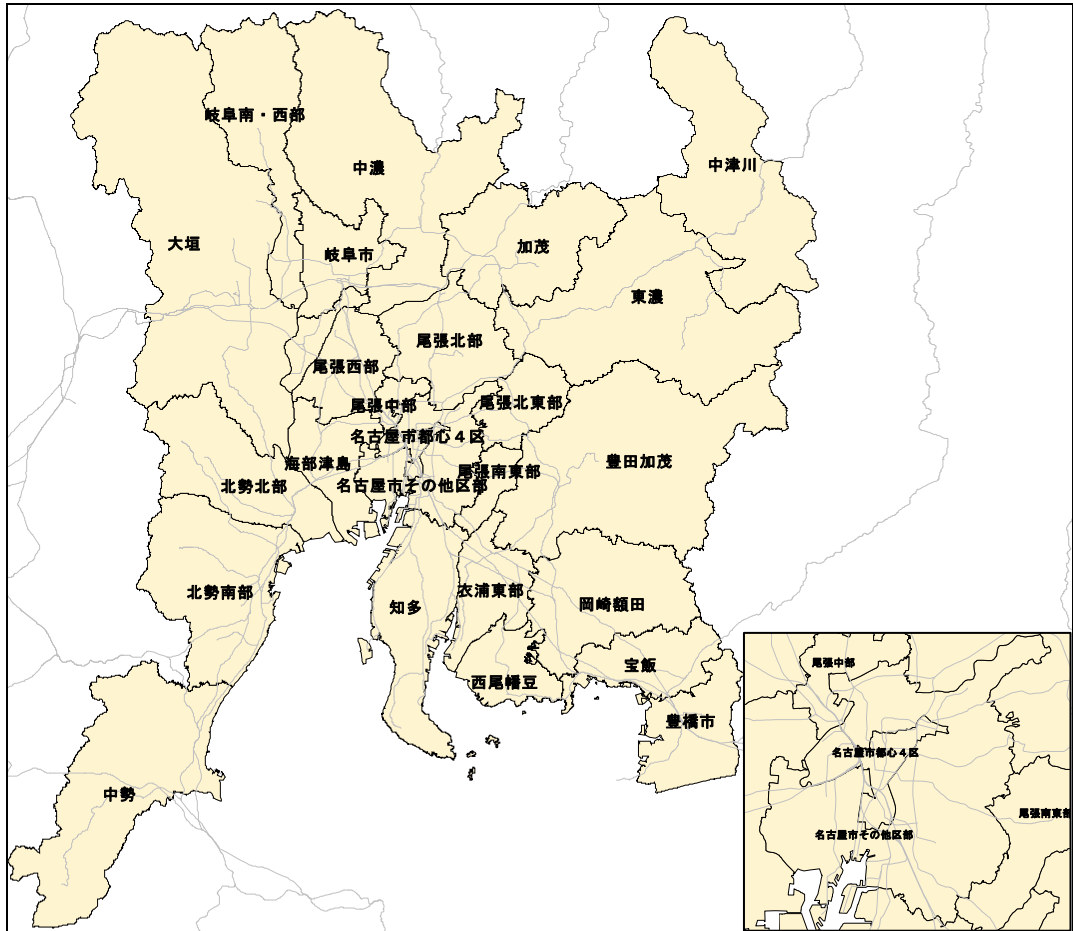 岐阜南・西部
中濃
中津川
大垣
岐阜市
加茂
東濃
尾張北部
尾張西部
尾張中部
尾張北東部
名古屋市都心４区
海部津島
尾張南東部
豊田加茂
北勢北部
名古屋市その他区部
北勢南部
知多
衣浦東部
岡崎額田
宝飯
西尾幡豆
豊橋市
中勢
尾張中部
名古屋市都心４区
尾張南東部
名古屋市その他区部